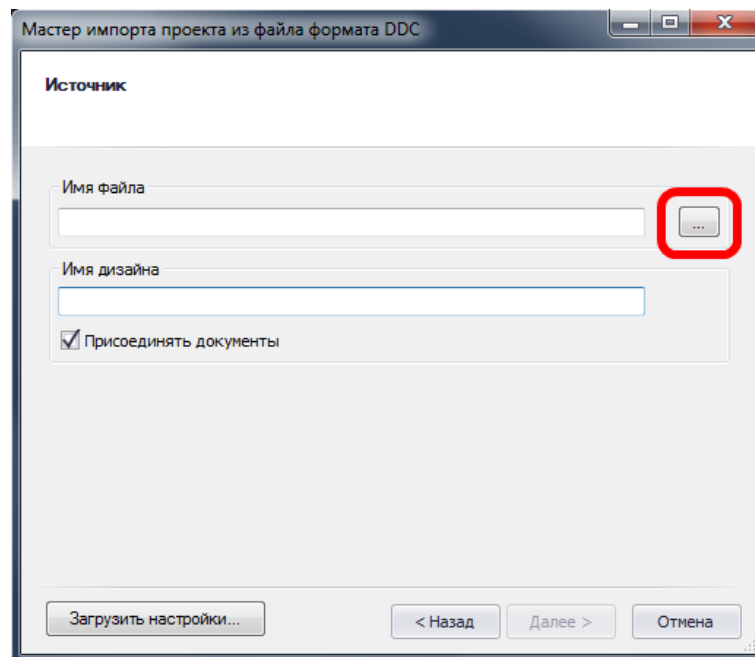 Мастер импорта проекта из файла формата DDC
Источник
Имя файла
...
Имя дизайна
Присоединять документы
Загрузить настройки...
< Назад
Далее >
Отмена